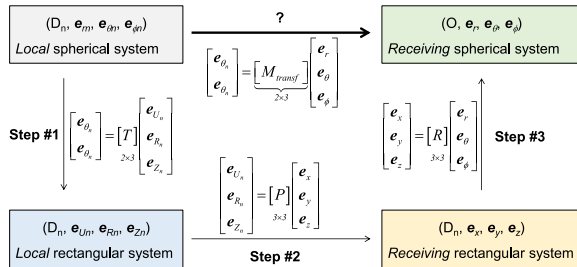 (Dn, ern, eθn, eϕn)
Local spherical system
?
(O, er, eθ, eϕ)
Receiving spherical system
[eθn eθn] = [Mtransf] [er eθ eϕ]
2×3
Step #1
[eθn eθn] = [T] [eUn eRn eZn]
2×3
[ex ey ez] = [R] [er eθ eϕ]
3×3
Step #3
[eUn eRn eZn] = [P] [ex ey ez]
3×3
(Dn, eUn, eRn, eZn)
Local rectangular system
Step #2
(Dn, ex, ey, ez)
Receiving rectangular system